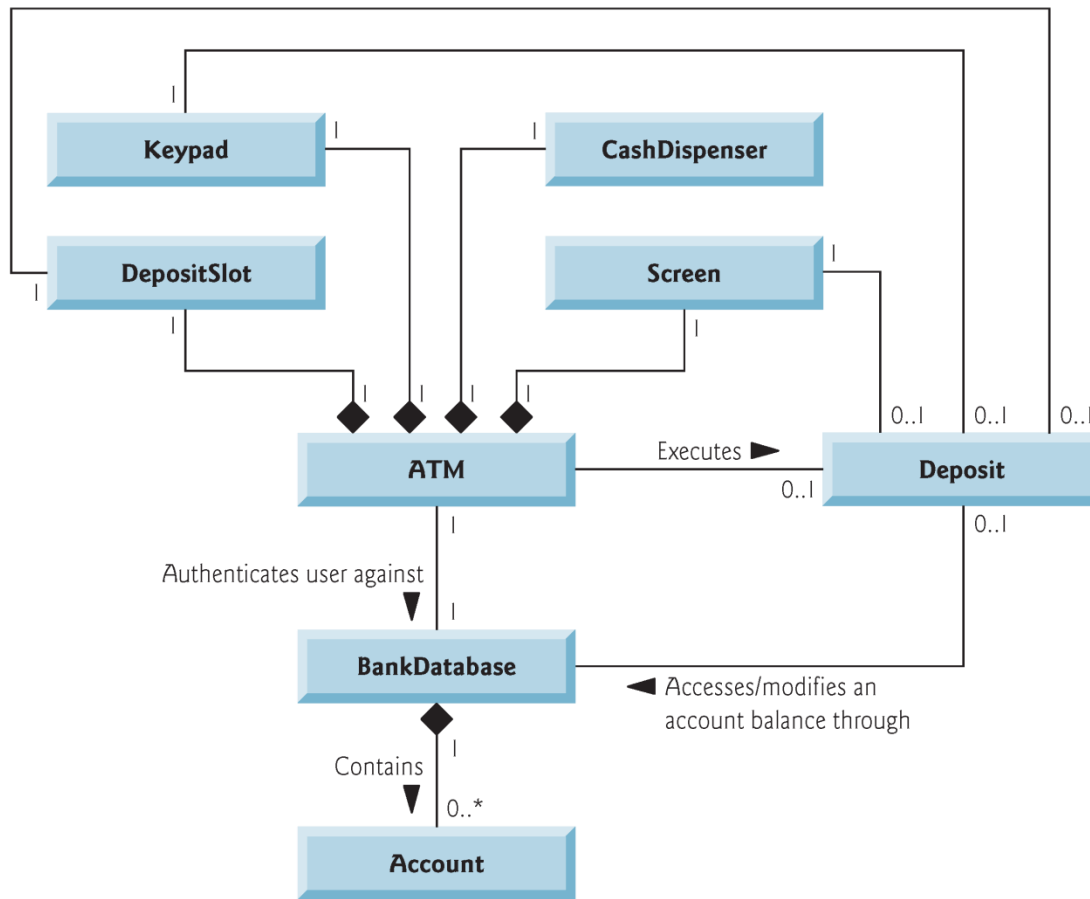 1
Keypad
1
1
CashDispenser
DepositSlot
1
1
Screen
1
1
1
1
1
1
0..1
0..1
0..1
ATM
Executes
0..1
Deposit
1
0..1
Authenticates user against
1
BankDatabase
Accesses/modifies an
account balance through
1
Contains
0..*
Account